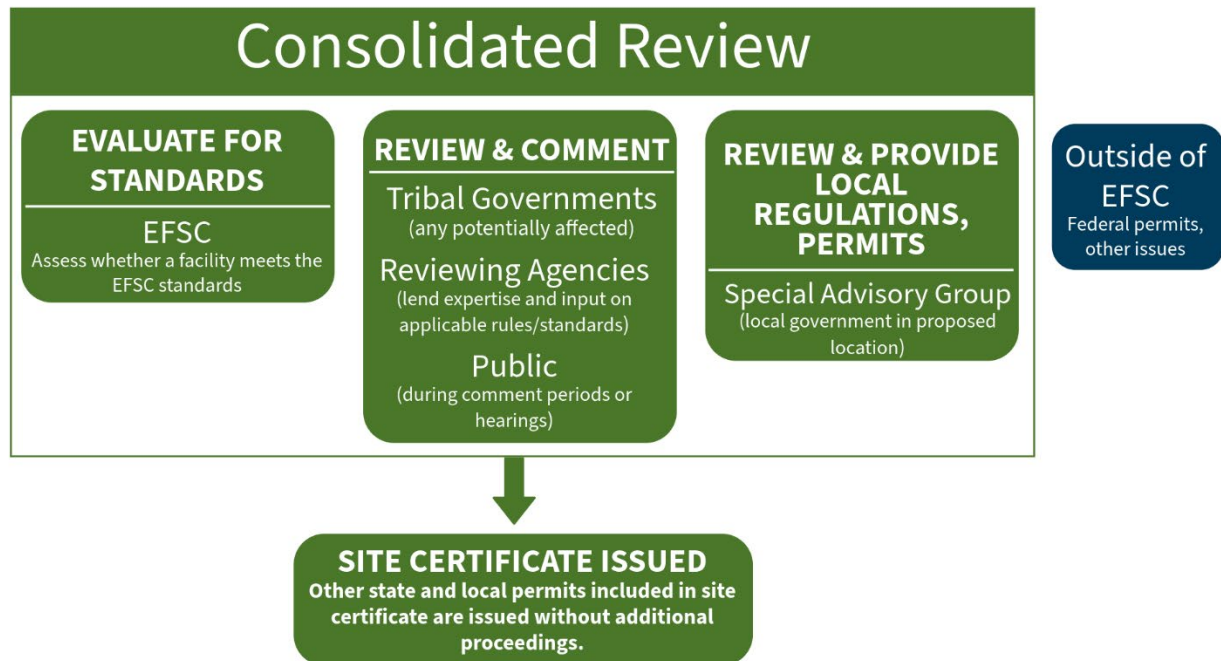 Consolidated Review
EVALUATE FOR
STANDARDS
EFSC
Assess whether a facility meets the
EFSC standards
REVIEW & COMMENT
Tribal Governments
(any potentially affected)
Reviewing Agencies
(lend expertise and input on
applicable rules/standards)
Public
(during comment periods or
hearings)
REVIEW & PROVIDE
LOCAL
REGULATIONS,
PERMITS
Special Advisory Group
(local government in proposed
location)
Outside of
EFSC
Federal permits,
other issues
SITE CERTIFICATE ISSUED
Other state and local permits included in site
certificate are issued without additional
proceedings.